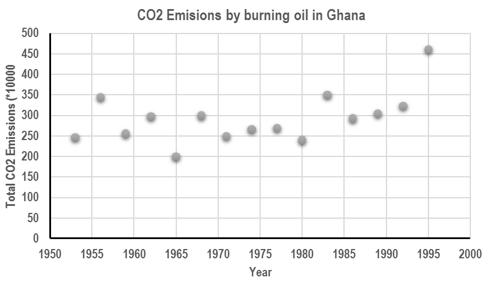 CO2 Emisions by burning oil in Ghana
Total CO2 Emissions (*10000
500
450
400
350
300
250
200
150
100
50
0
1950 1955 1960 1965 1970 1975 1980 1985 1990 1995 2000
Year